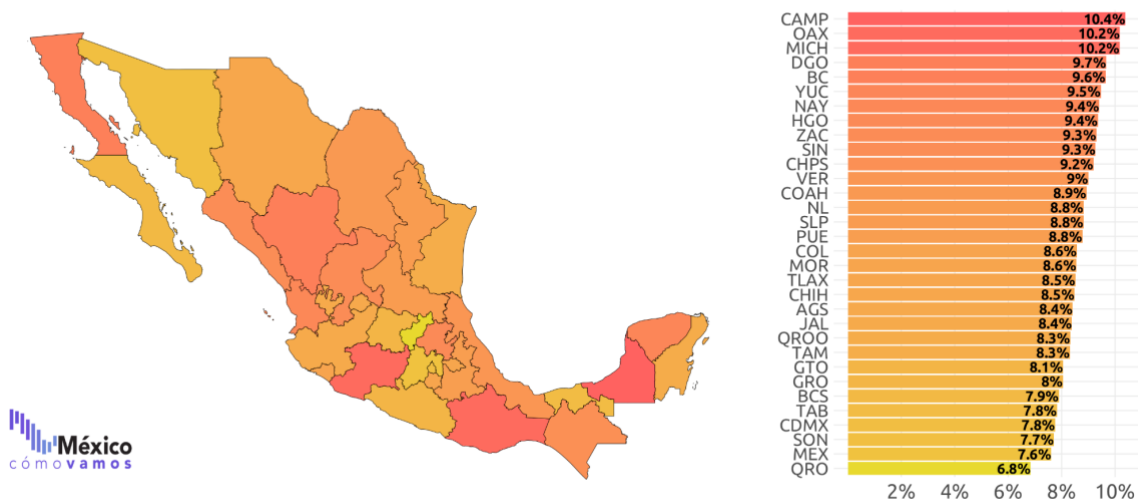 CAMP 10.4%
OAX 10.2%
MICH 10.2%
DGO 9.7%
BC 9.6%
YUC 9.5%
NAY 9.4%
HGO 9.4%
ZAC 9.3%
SIN 9.3%
CHPS 9.2%
VER 9%
COAH 8.9%
NL 8.8%
SLP 8.8%
PUE 8.8%
COL 8.6%
MOR 8.6%
TLAX 8.5%
CHIH 8.5%
AGS 8.4%
JAL 8.4%
QROO 8.3%
TAM 8.3%
GTO 8.1%
GRO 8%
BCS 7.9%
TAB 7.8%
CDMX 7.8%
SON 7.7%
MEX 7.6%
QRO 6.8%
2% 4% 6% 8% 10%
México
cómovamos